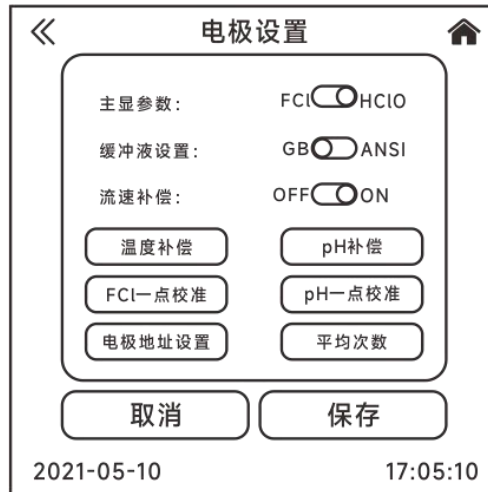 电极设置
主显参数: FCl HClO
缓冲液设置: GB ANSI
流速补偿: OFF ON
温度补偿 pH补偿
FCl一点校准 pH一点校准
电极地址设置 平均次数
取消 保存
2021-05-10 17:05:10